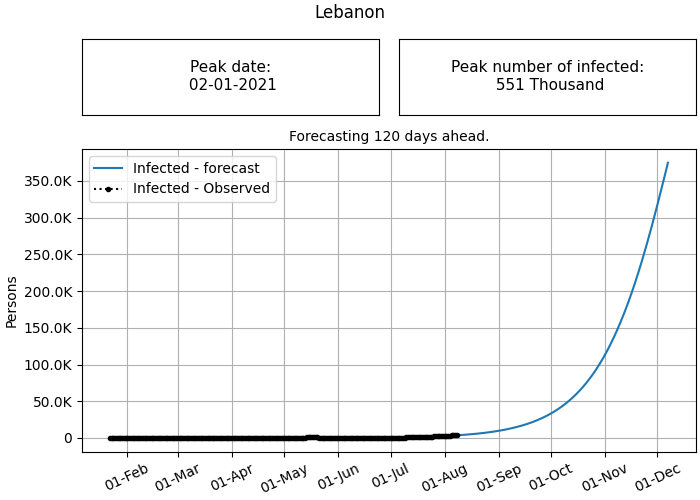 Lebanon
Peak date:
02-01-2021
Peak number of infected:
551 Thousand
Forecasting 120 days ahead.
Infected - forecast
Infected - Observed
350.0K
300.0K
250.0K
200.0K
150.0K
100.0K
50.0K
0
Persons
01-Feb
01-Mar
01-Apr
01-May
01-Jun
01-Jul
01-Aug
01-Sep
01-Oct
01-Nov
01-Dec